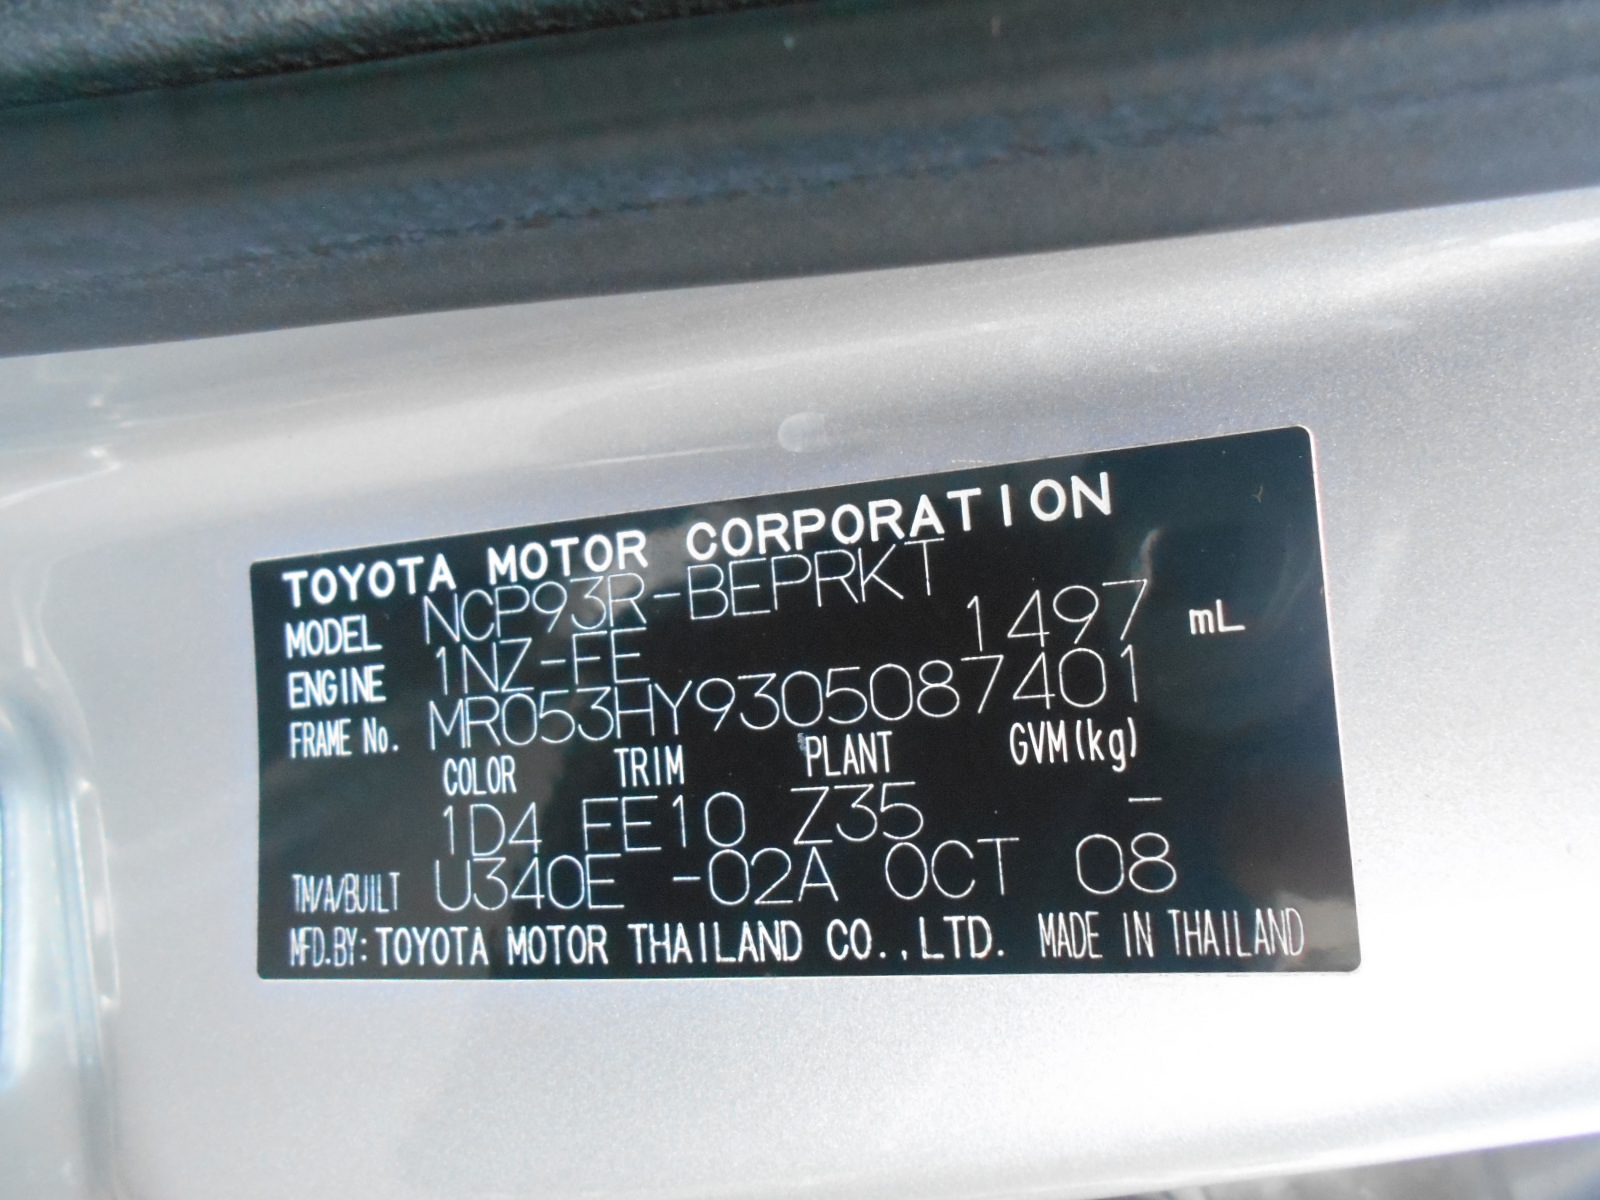 TOYOTA MOTOR CORPORATION
MODEL NCP93R-BEPRKT
ENGINE 1NZ-FE 1497 mL
FRAME No. MR053HY9305087401
COLOR TRIM PLANT GVM(kg)
1D4 FE10 Z35 -
TM/A/BUILT U340E -02A OCT 08
MFD.BY: TOYOTA MOTOR THAILAND CO.,LTD. MADE IN THAILAND